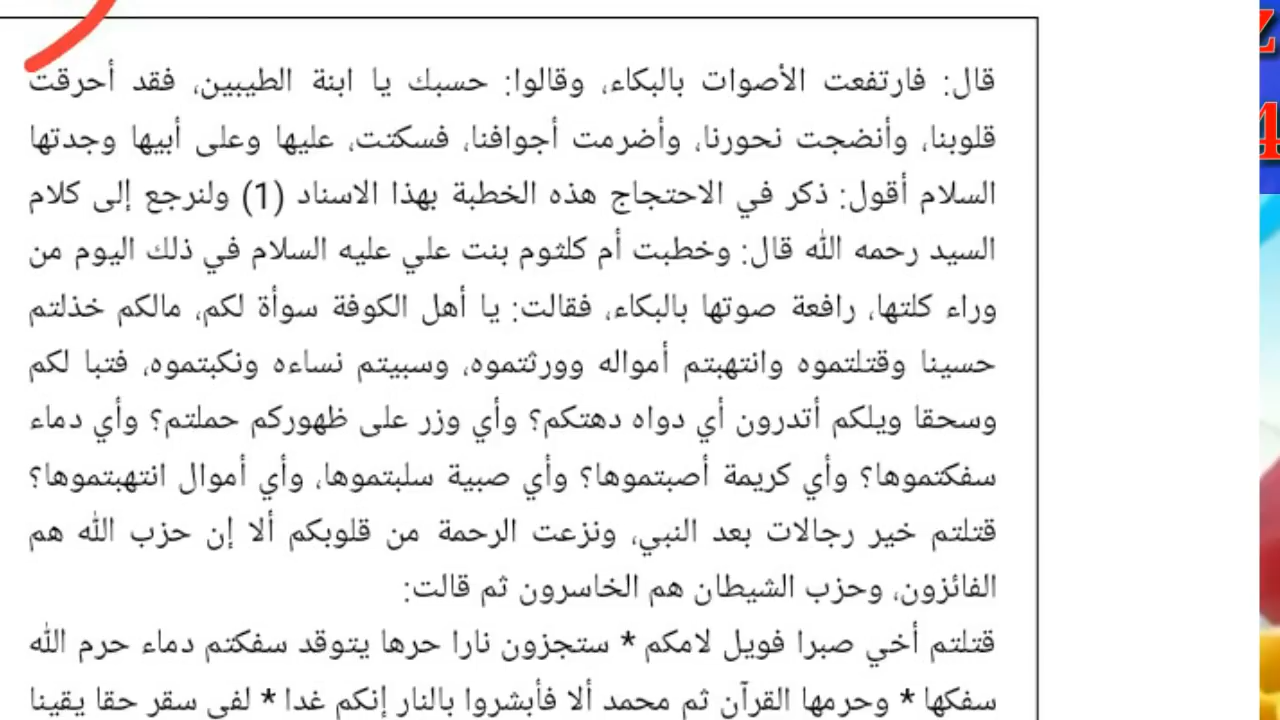 قال: فارتفعت الأصوات بالبكاء، وقالوا: حسبك يا ابنة الطيبين، فقد أحرقت
قلوبنا، وأنضجت نحورنا، وأضرمت أجوافنا، فسكتت، عليها وعلى أبيها وجدتها
السلام أقول: ذكر في الاحتجاج هذه الخطبة بهذا الاسناد (1) ولنرجع إلى كلام
السيد رحمه الله قال: وخطبت أم كلثوم بنت علي عليه السلام في ذلك اليوم من
وراء كلتها، رافعة صوتها بالبكاء، فقالت: يا أهل الكوفة سوأة لكم، مالكم خذلتم
حسينا وقتلتموه وانتهبتم أمواله وورثتموه، وسبيتم نساءه ونكبتموه، فتبا لكم
وسحقا ويلكم أتدرون أي دواه دهتكم؟ وأي وزر على ظهوركم حملتم؟ وأي دماء
سفكتموها؟ وأي كريمة أصبتموها؟ وأي صبية سلبتموها، وأي أموال انتهبتموها؟
قتلتم خير رجالات بعد النبي، ونزعت الرحمة من قلوبكم ألا إن حزب الله هم
الفائزون، وحزب الشيطان هم الخاسرون ثم قالت:
قتلتم أخي صبرا فويل لامكم * ستجزون نارا حرها يتوقد سفكتم دماء حرم الله
سفكها * وحرمها القرآن ثم محمد ألا فأبشروا بالنار إنكم غدا * لفي سقر حقا يقينا
Z
4